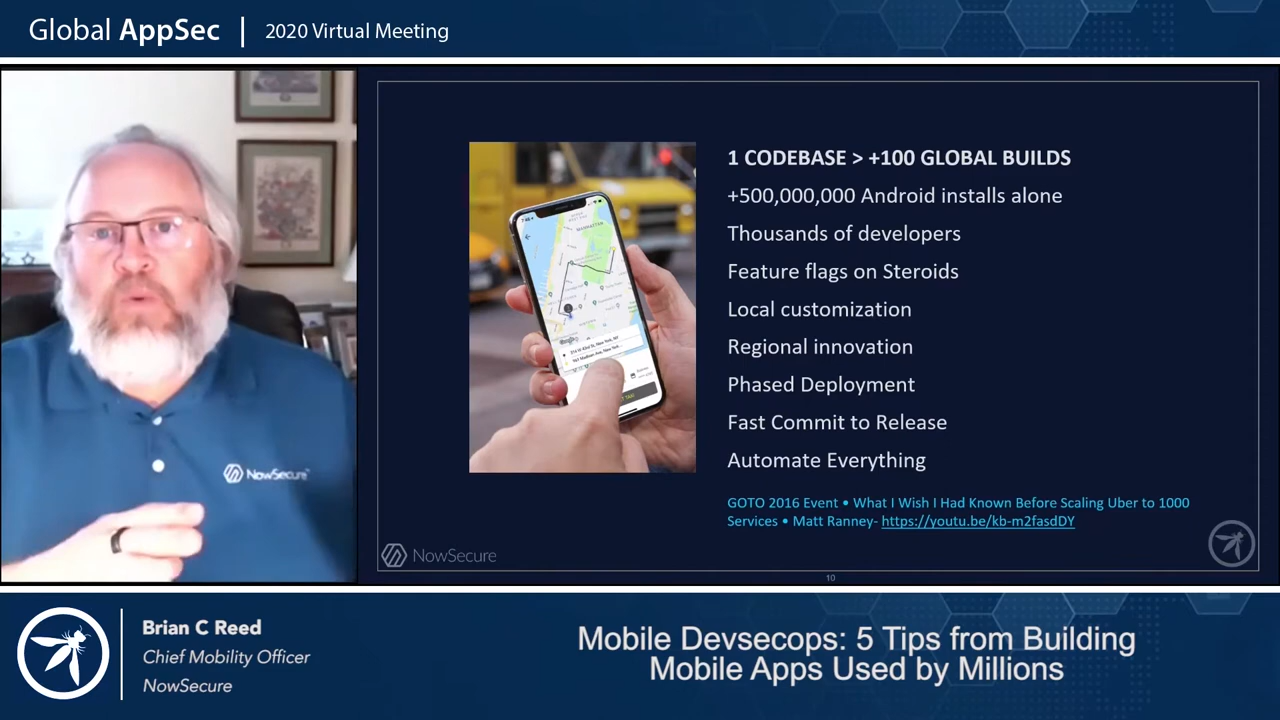 Global AppSec | 2020 Virtual Meeting
1 CODEBASE > +100 GLOBAL BUILDS
+500,000,000 Android installs alone
Thousands of developers
Feature flags on Steroids
Local customization
Regional innovation
Phased Deployment
Fast Commit to Release
Automate Everything
GOTO 2016 Event • What I Wish I Had Known Before Scaling Uber to 1000
Services • Matt Ranney- https://youtu.be/kb-m2fasdDY
MANHATTAN
NowSecure
NowSecure
10
Brian C Reed
Chief Mobility Officer
NowSecure
Mobile Devsecops: 5 Tips from Building
Mobile Apps Used by Millions